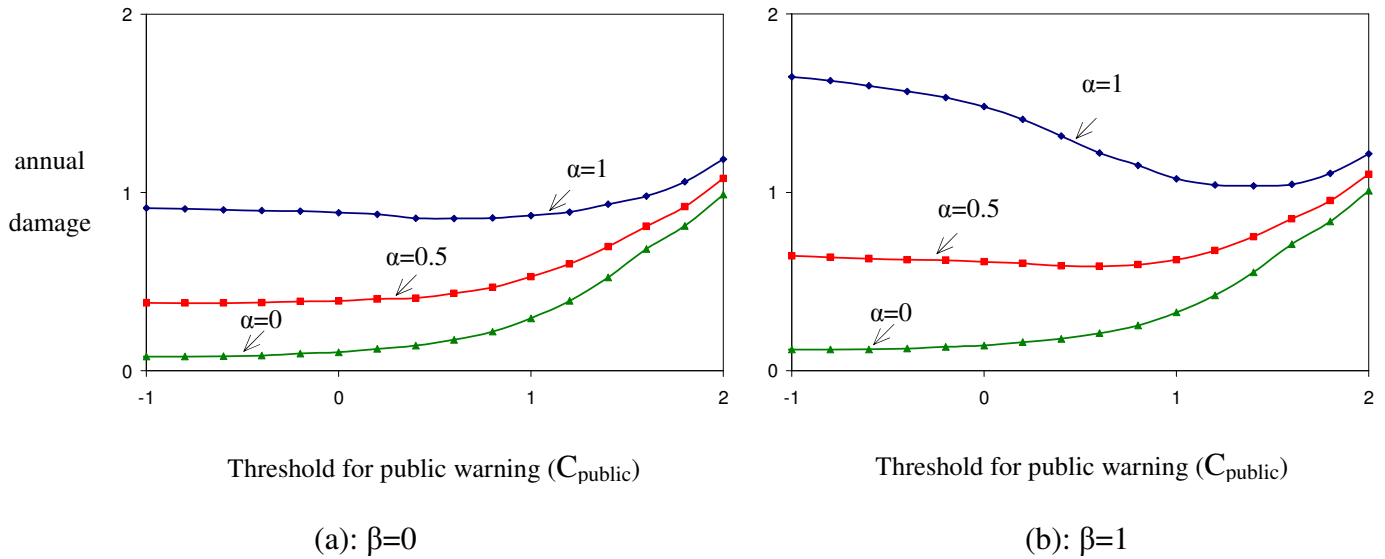 2
1
0
annual
damage
α=1
α=0.5
α=0
-1 0 1 2
Threshold for public warning (Cpublic)
(a): β=0
2
1
0
α=1
α=0.5
α=0
-1 0 1 2
Threshold for public warning (Cpublic)
(b): β=1